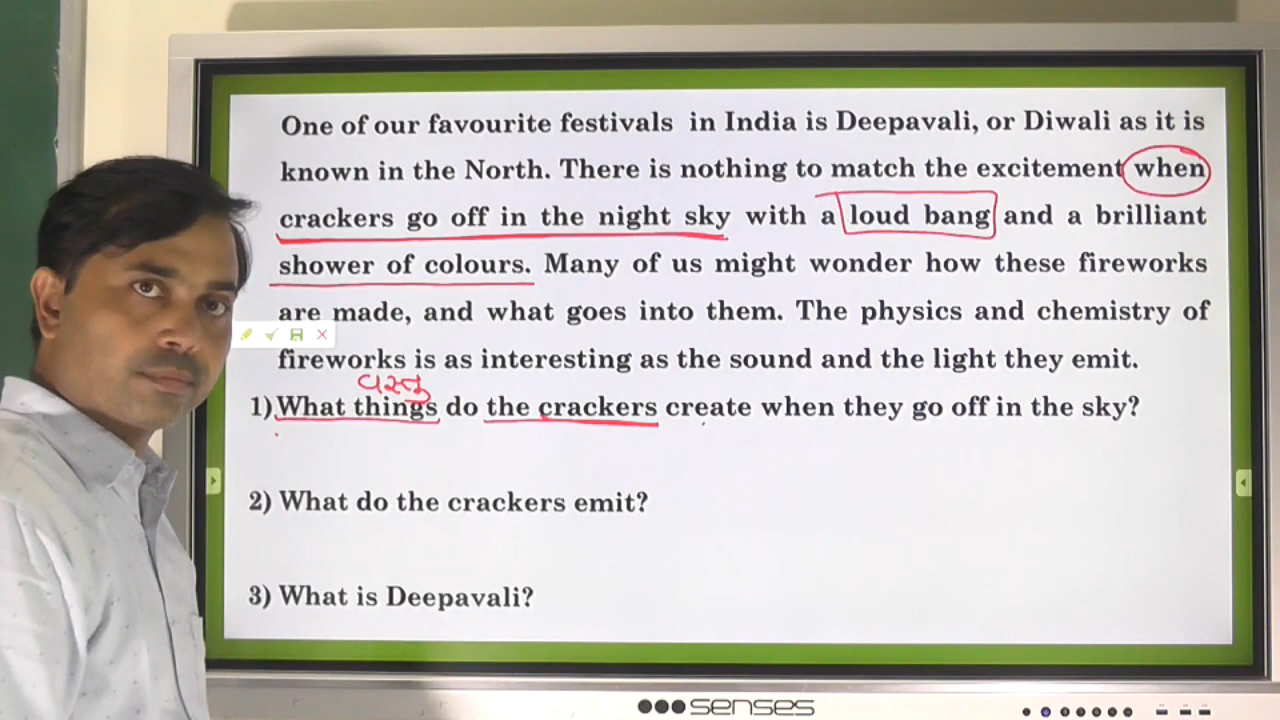 One of our favourite festivals in India is Deepavali, or Diwali as it is
known in the North. There is nothing to match the excitement when
crackers go off in the night sky with a loud bang and a brilliant
shower of colours. Many of us might wonder how these fireworks
are made, and what goes into them. The physics and chemistry of
fireworks is as interesting as the sound and the light they emit.
વસ્તુ
1) What things do the crackers create when they go off in the sky?
2) What do the crackers emit?
3) What is Deepavali?
senses